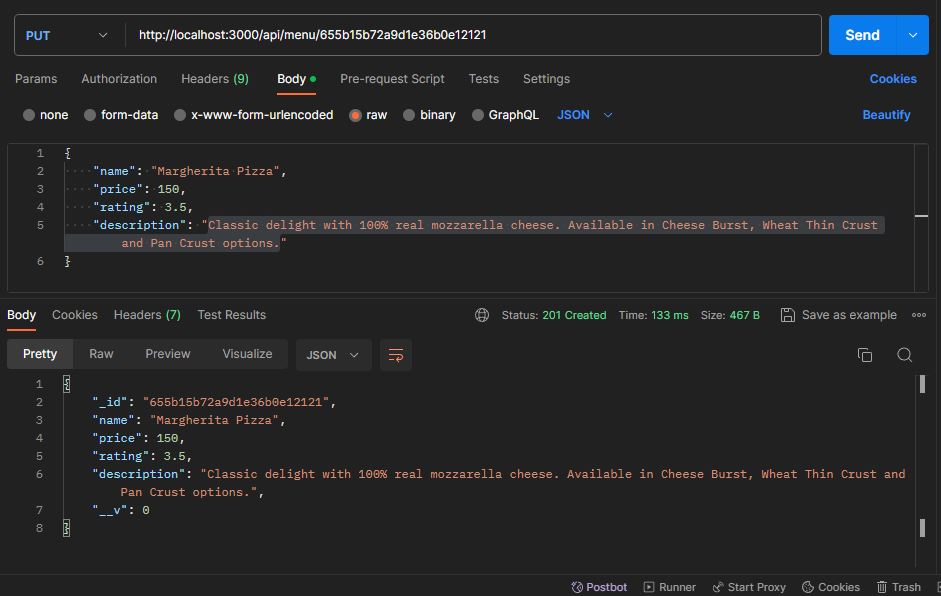 PUT http://localhost:3000/api/menu/655b15b72a9d1e36b0e12121 Send
Params Authorization Headers (9) Body Pre-request Script Tests Settings Cookies
none form-data x-www-form-urlencoded raw binary GraphQL JSON Beautify
1 {
2 "name": "Margherita Pizza",
3 "price": 150,
4 "rating": 3.5,
5 "description": "Classic delight with 100% real mozzarella cheese. Available in Cheese Burst, Wheat Thin Crust
and Pan Crust options."
6 }
Body Cookies Headers (7) Test Results Status: 201 Created Time: 133 ms Size: 467 B Save as example
Pretty Raw Preview Visualize JSON
1 {
2 "_id": "655b15b72a9d1e36b0e12121",
3 "name": "Margherita Pizza",
4 "price": 150,
5 "rating": 3.5,
6 "description": "Classic delight with 100% real mozzarella cheese. Available in Cheese Burst, Wheat Thin Crust and
Pan Crust options.",
7 "__v": 0
8 }
Postbot Runner Start Proxy Cookies Trash